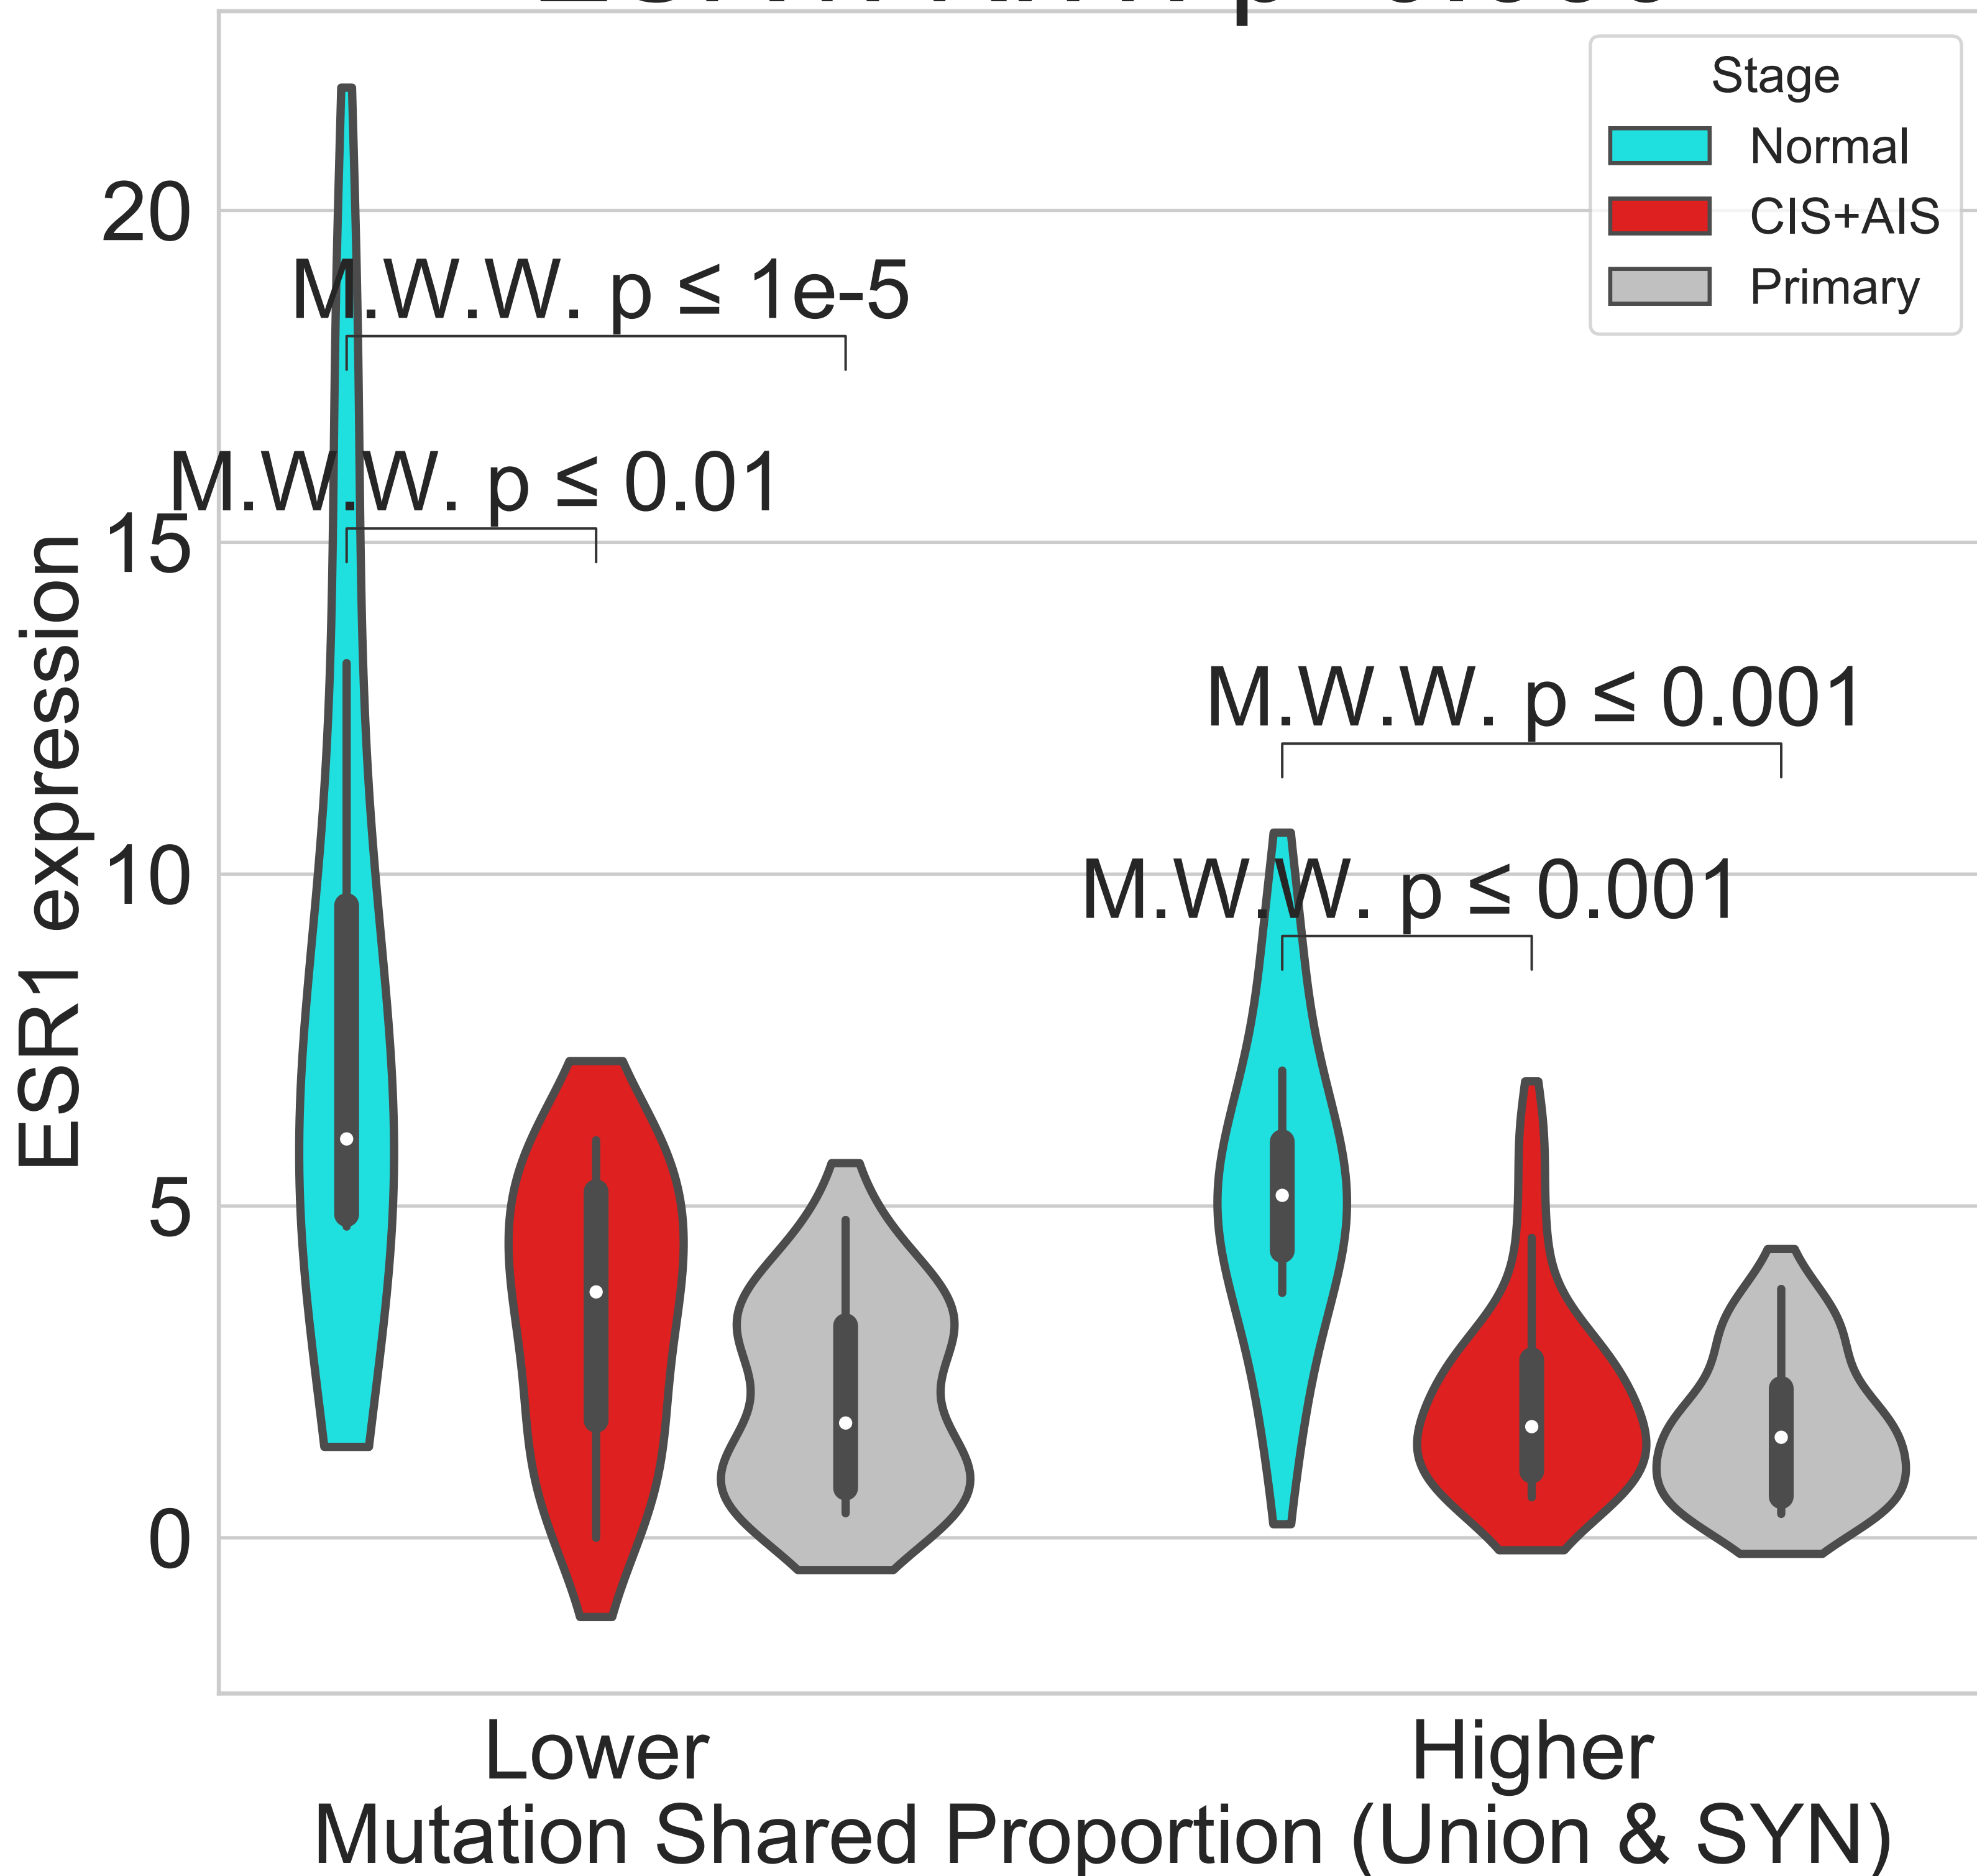 Stage
Normal
CIS+AIS
Primary
20
15
10
5
0
ESR1 expression
M.W.W. p ≤ 1e-5
M.W.W. p ≤ 0.01
M.W.W. p ≤ 0.001
M.W.W. p ≤ 0.001
Lower
Higher
Mutation Shared Proportion (Union & SYN)